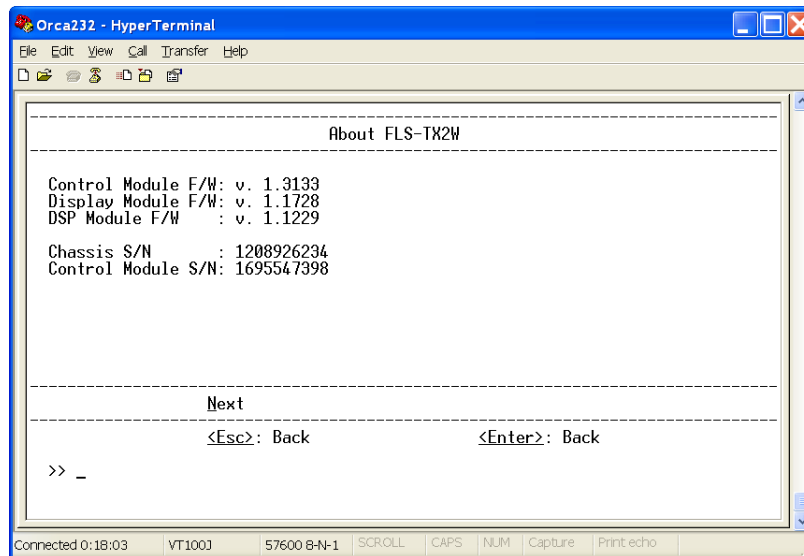 Orca232 - HyperTerminal
File Edit View Call Transfer Help
About FLS-TX2W
Control Module F/W: v. 1.3133
Display Module F/W: v. 1.1728
DSP Module F/W : v. 1.1229
Chassis S/N : 1208926234
Control Module S/N: 1695547398
Next
<Esc>: Back <Enter>: Back
>> _
Connected 0:18:03 VT100J 57600 8-N-1 SCROLL CAPS NUM Capture Print echo